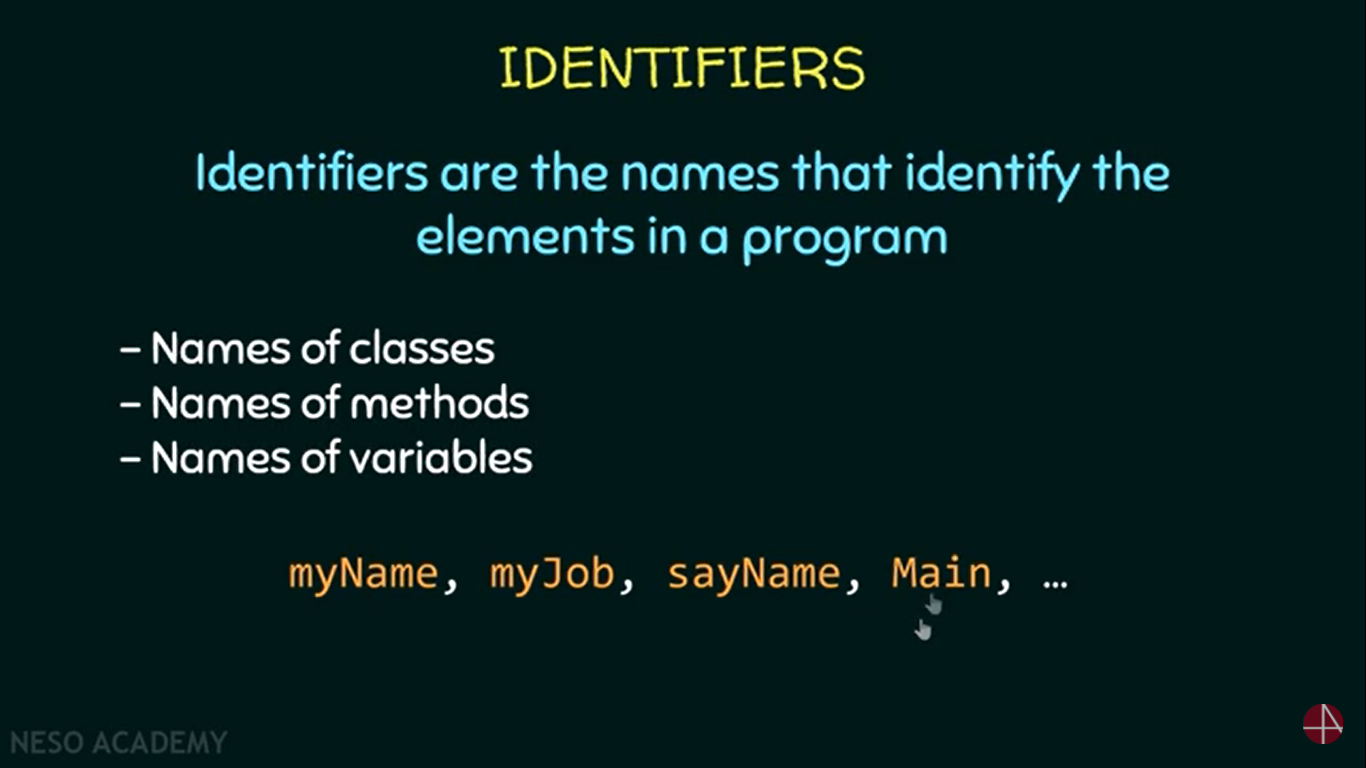 IDENTIFIERS
Identifiers are the names that identify the
elements in a program
– Names of classes
– Names of methods
– Names of variables
myName, myJob, sayName, Main, …
NESO ACADEMY